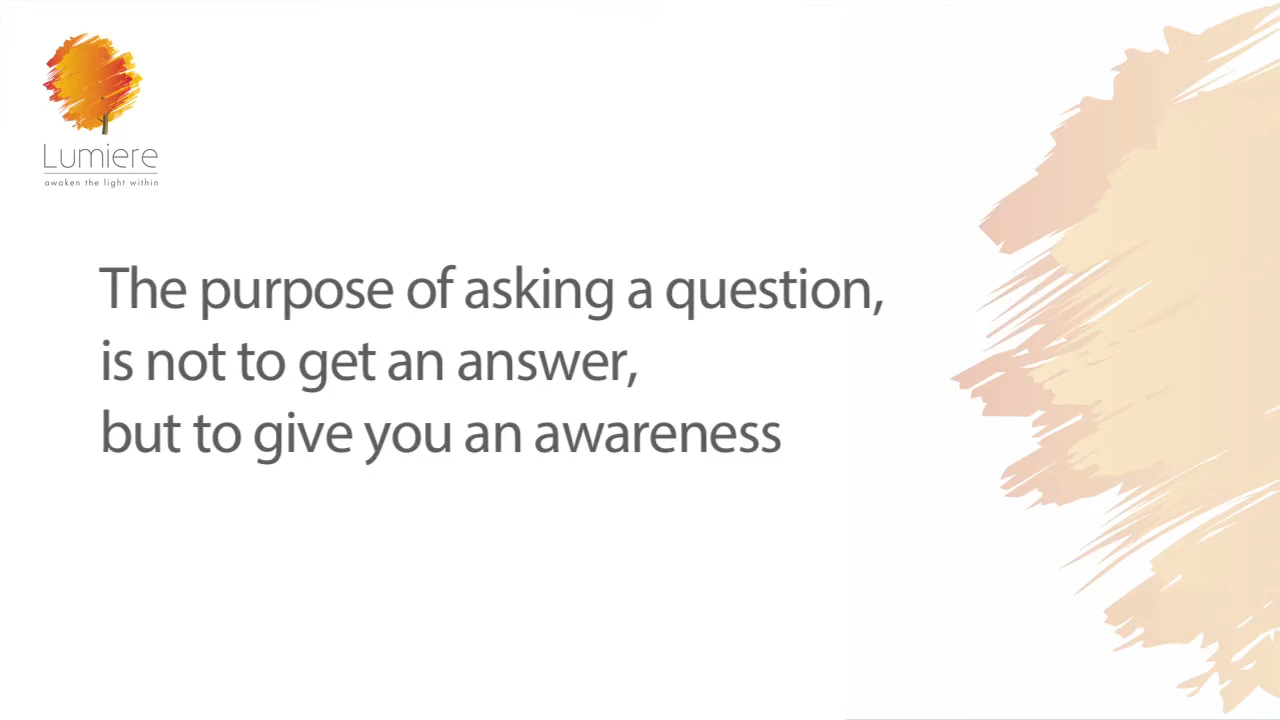 Lumiere
awaken the light within
The purpose of asking a question,
is not to get an answer,
but to give you an awareness